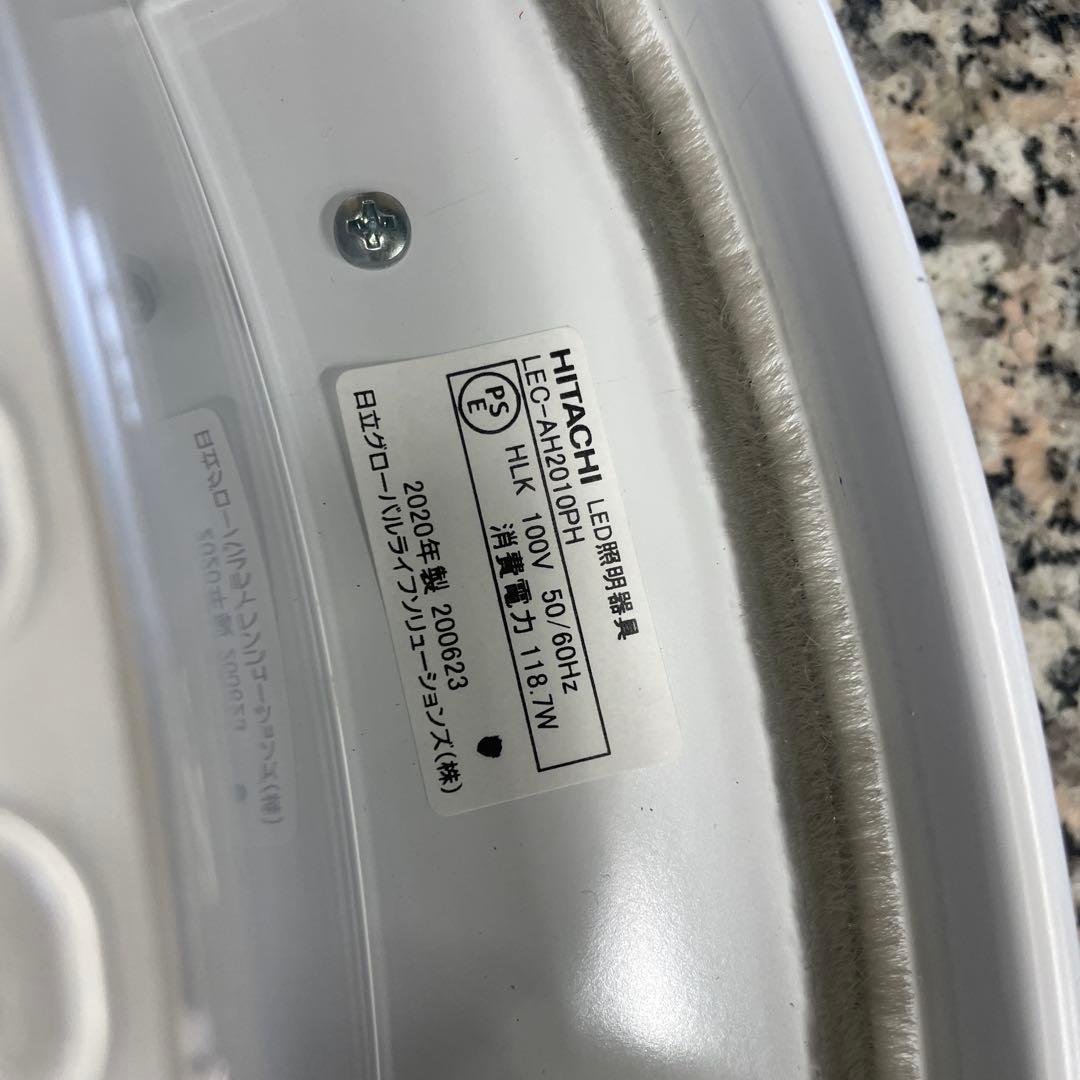 HITACHI LED照明器具
LEC-AH2010PH
PS
E
HLK 100V 50/60Hz
消費電力 118.7W
2020年製 200623
日立グローバルライフソリューションズ(株)